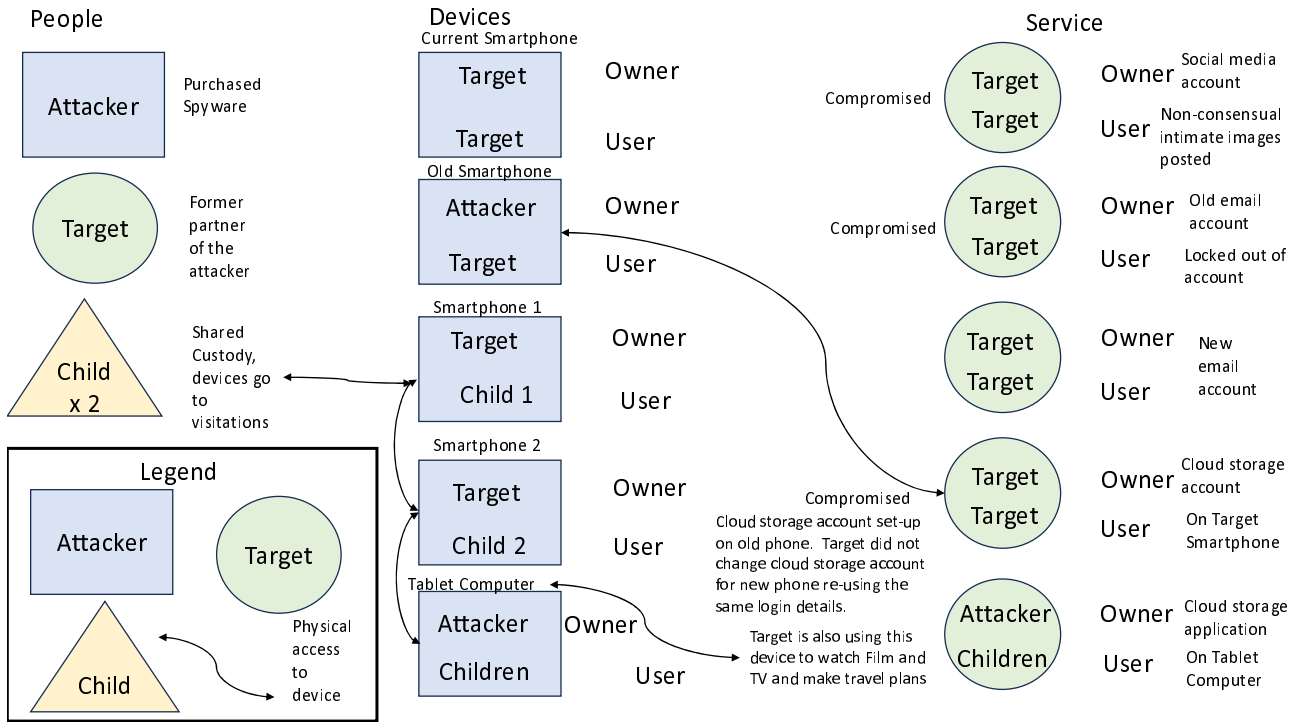 People
Attacker
Purchased
Spyware
Target
Former
partner
of the
attacker
Child
x 2
Shared
Custody,
devices go
to
visitations
Legend
Attacker
Target
Child
Physical
access
to
device
Devices
Current Smartphone
Target
Owner
Target
User
Old Smartphone
Attacker
Owner
Target
User
Smartphone 1
Target
Owner
Child 1
User
Smartphone 2
Target
Owner
Child 2
User
Tablet Computer
Attacker
Owner
Children
User
Target is also using this
device to watch Film and
TV and make travel plans
Service
Compromised
Target
Target
Owner
Social media
account
User
Non-consensual
intimate images
posted
Compromised
Target
Target
Owner
Old email
account
User
Locked out of
account
Target
Target
Owner
User
New
email
account
Compromised
Cloud storage account set-up
on old phone. Target did not
change cloud storage account
for new phone re-using the
same login details.
Target
Target
Owner
Cloud storage
account
User
On Target
Smartphone
Attacker
Children
Owner
Cloud storage
application
User
On Tablet
Computer